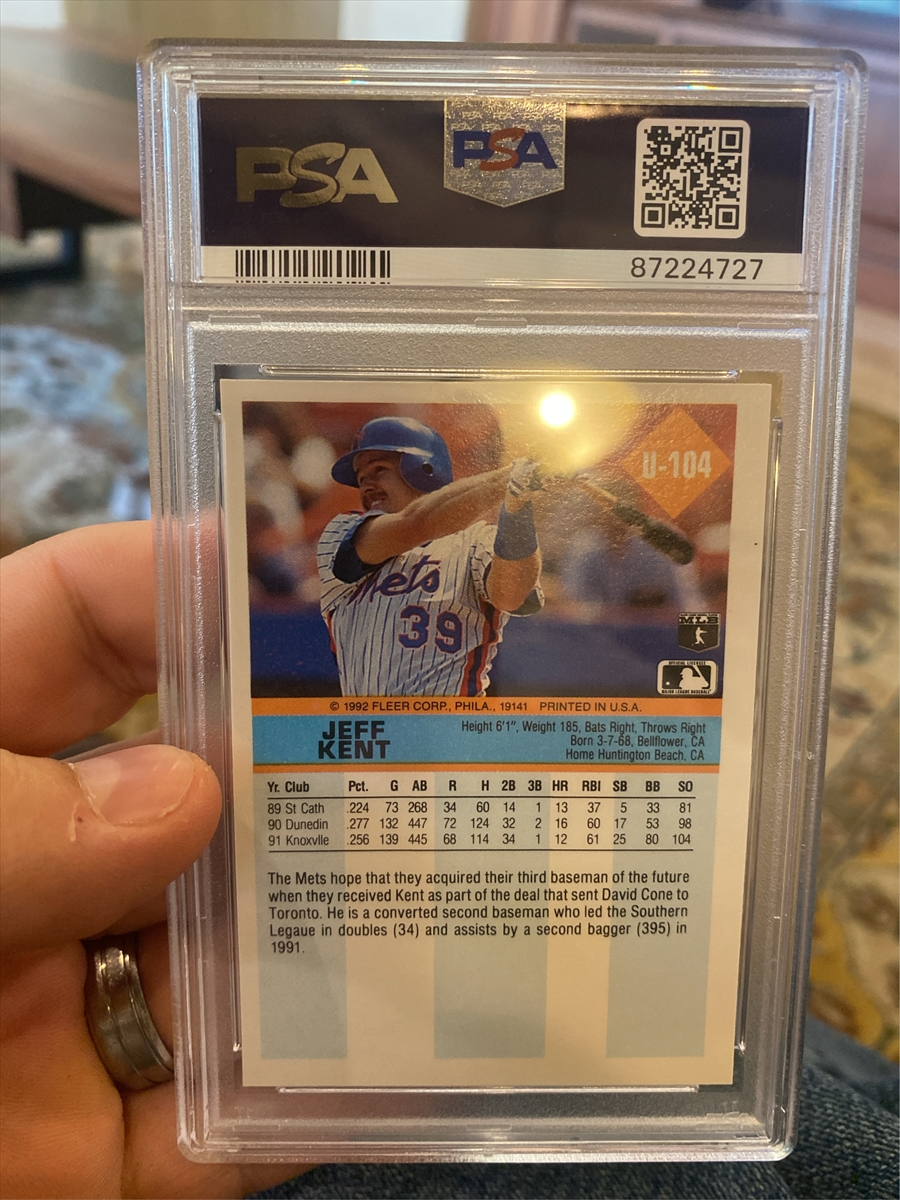 PSA
PSA
87224727
U-104
Mets
39
MLB
OFFICIAL LICENSEE
MAJOR LEAGUE BASEBALL
© 1992 FLEER CORP., PHILA., 19141 PRINTED IN U.S.A.
JEFF
KENT
Height 6'1", Weight 185, Bats Right, Throws Right
Born 3-7-68, Bellflower, CA
Home Huntington Beach, CA
Yr. Club Pct. G AB R H 2B 3B HR RBI SB BB SO
89 St Cath .224 73 268 34 60 14 1 13 37 5 33 81
90 Dunedin .277 132 447 72 124 32 2 16 60 17 53 98
91 Knoxvlle .256 139 445 68 114 34 1 12 61 25 80 104
The Mets hope that they acquired their third baseman of the future
when they received Kent as part of the deal that sent David Cone to
Toronto. He is a converted second baseman who led the Southern
Legaue in doubles (34) and assists by a second bagger (395) in
1991.